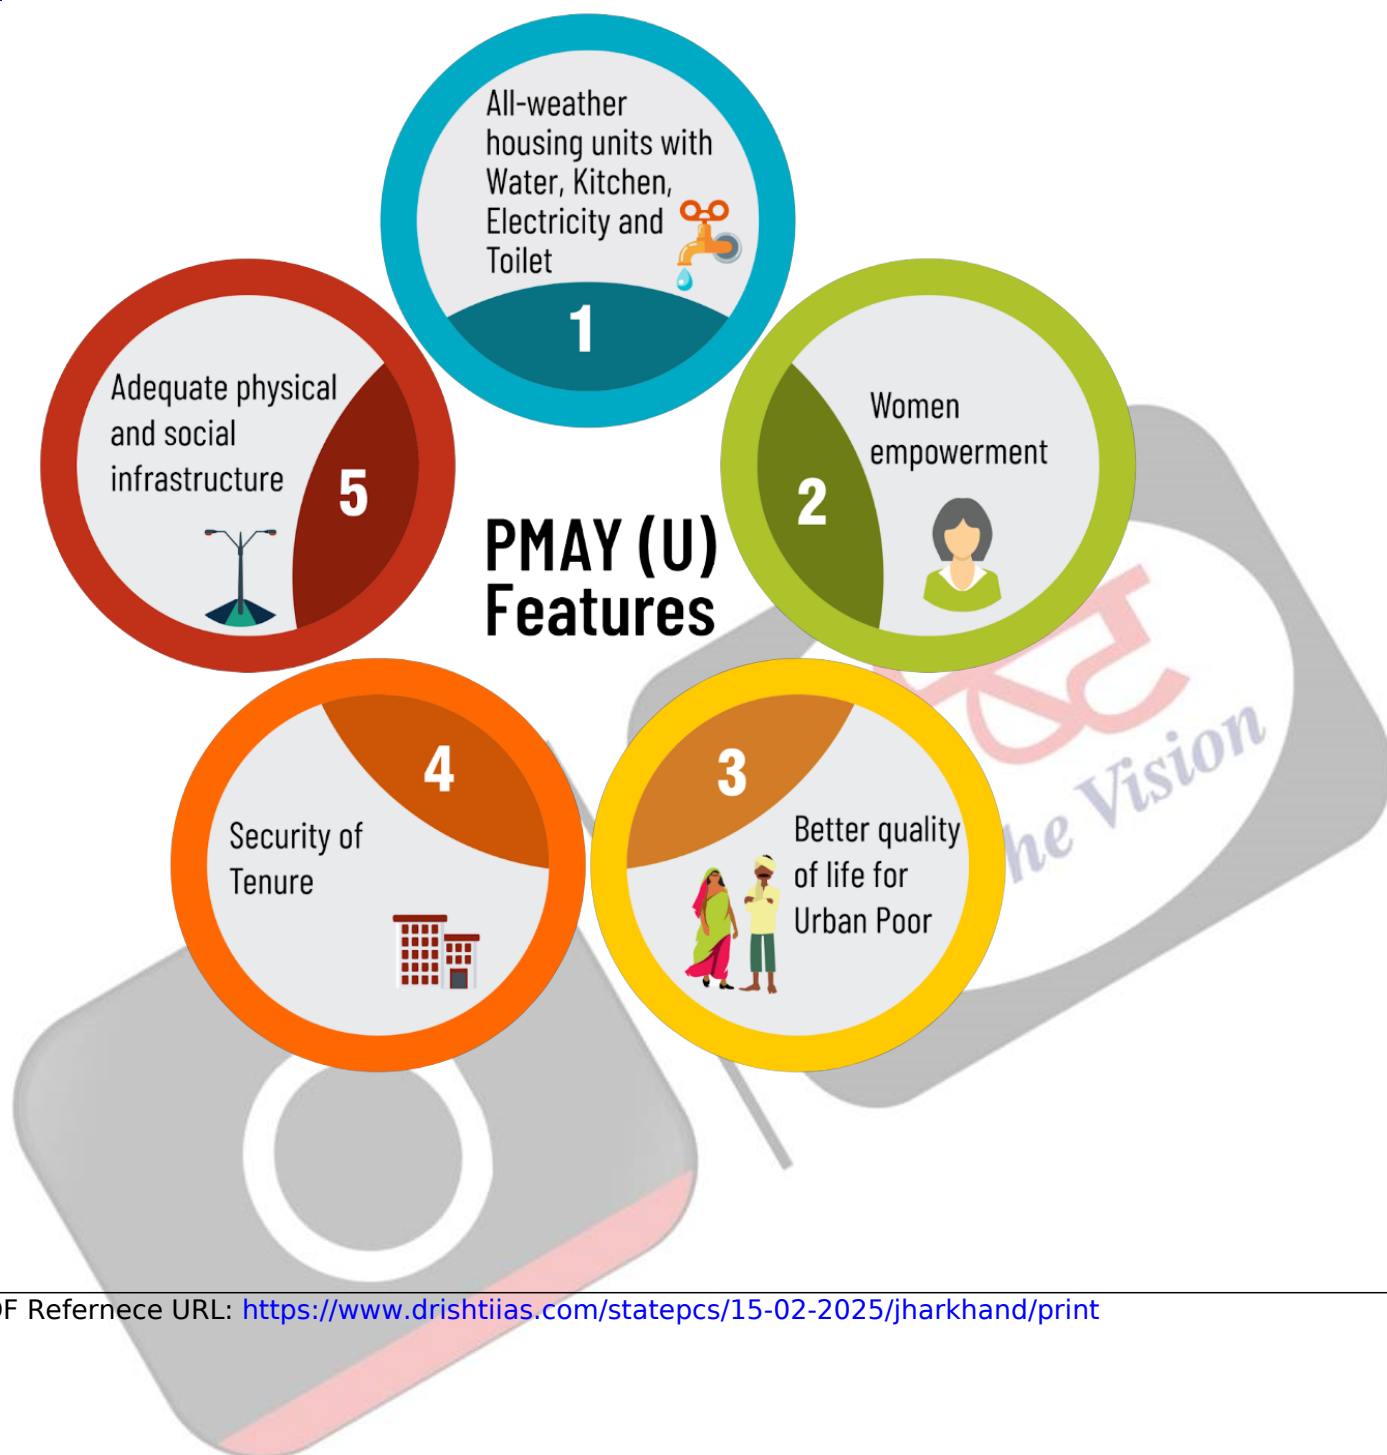 All-weather
housing units with
Water, Kitchen,
Electricity and
Toilet
1
Women
empowerment
2
Better quality
of life for
Urban Poor
3
Security of
Tenure
4
Adequate physical
and social
infrastructure
5
PMAY (U)
Features
he Vision
F Refernece URL: https://www.drishtiias.com/statepcs/15-02-2025/jharkhand/print